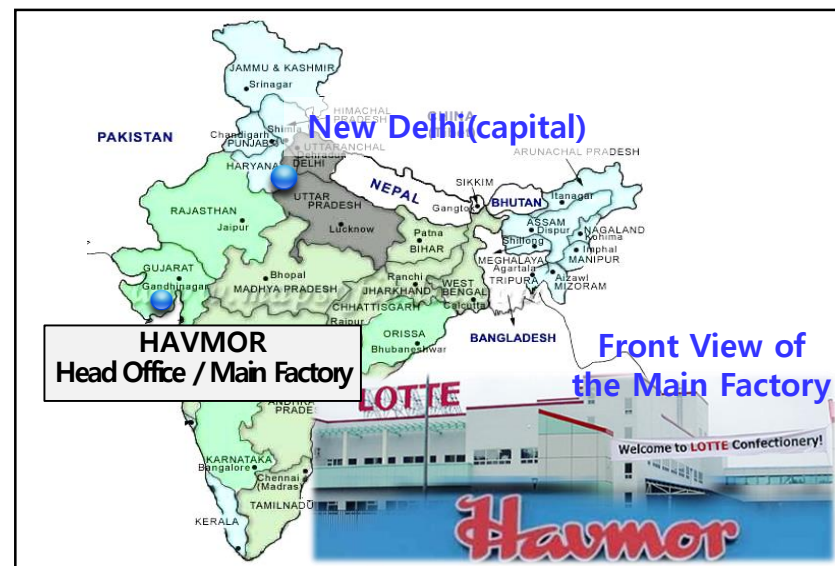 JAMMU & KASHMIR
Srinagar
HIMACHAL
PRADESH
CHINA
New Delhi(capital)
Shimla
PAKISTAN
Chandigarh
PUNJAB
UTTARANCHAL
Dehradun
ARUNACHAL PRADESH
HARYANA
DELHI
NEPAL
SIKKIM
BHUTAN
Itanagar
UTTAR
PRADESH
Gangtok
RAJASTHAN
Jaipur
Lucknow
ASSAM
Dispur
NAGALAND
Kohima
Patna
BIHAR
Shillong
Imphal
MEGHALAYA
MANIPUR
GUJARAT
Gandhinagar
Bhopal
MADHYA PRADESH
Ranchi
JHARKHAND
WEST
BENGAL
Agartala
TRIPURA
Aizawl
MIZORAM
CHHATTISGARH
Calcutta
Raipur
ORISSA
Bhubaneshwar
BANGLADESH
HAVMOR
Head Office / Main Factory
Front View of
the Main Factory
LOTTE
Welcome to LOTTE Confectionery!
KARNATAKA
Bangalore
Chennai
(Madras)
TAMILNADU
KERALA
Havmor